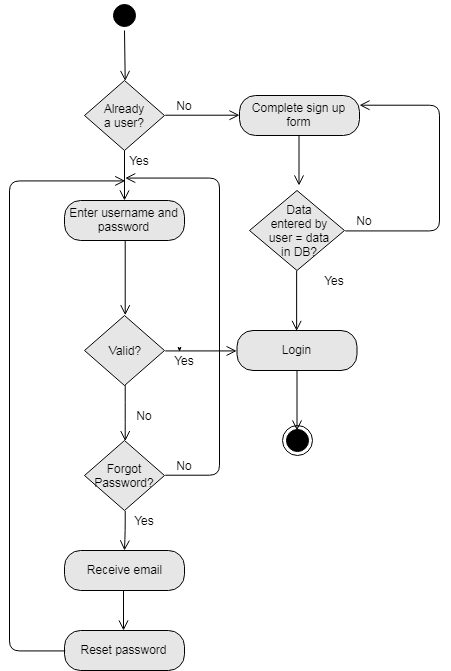 Already
a user?
No
Complete sign up
form
Yes
Enter username and
password
Data
entered by
user = data
in DB?
No
Yes
Valid?
Yes
Login
No
Forgot
Password?
No
Yes
Receive email
Reset password